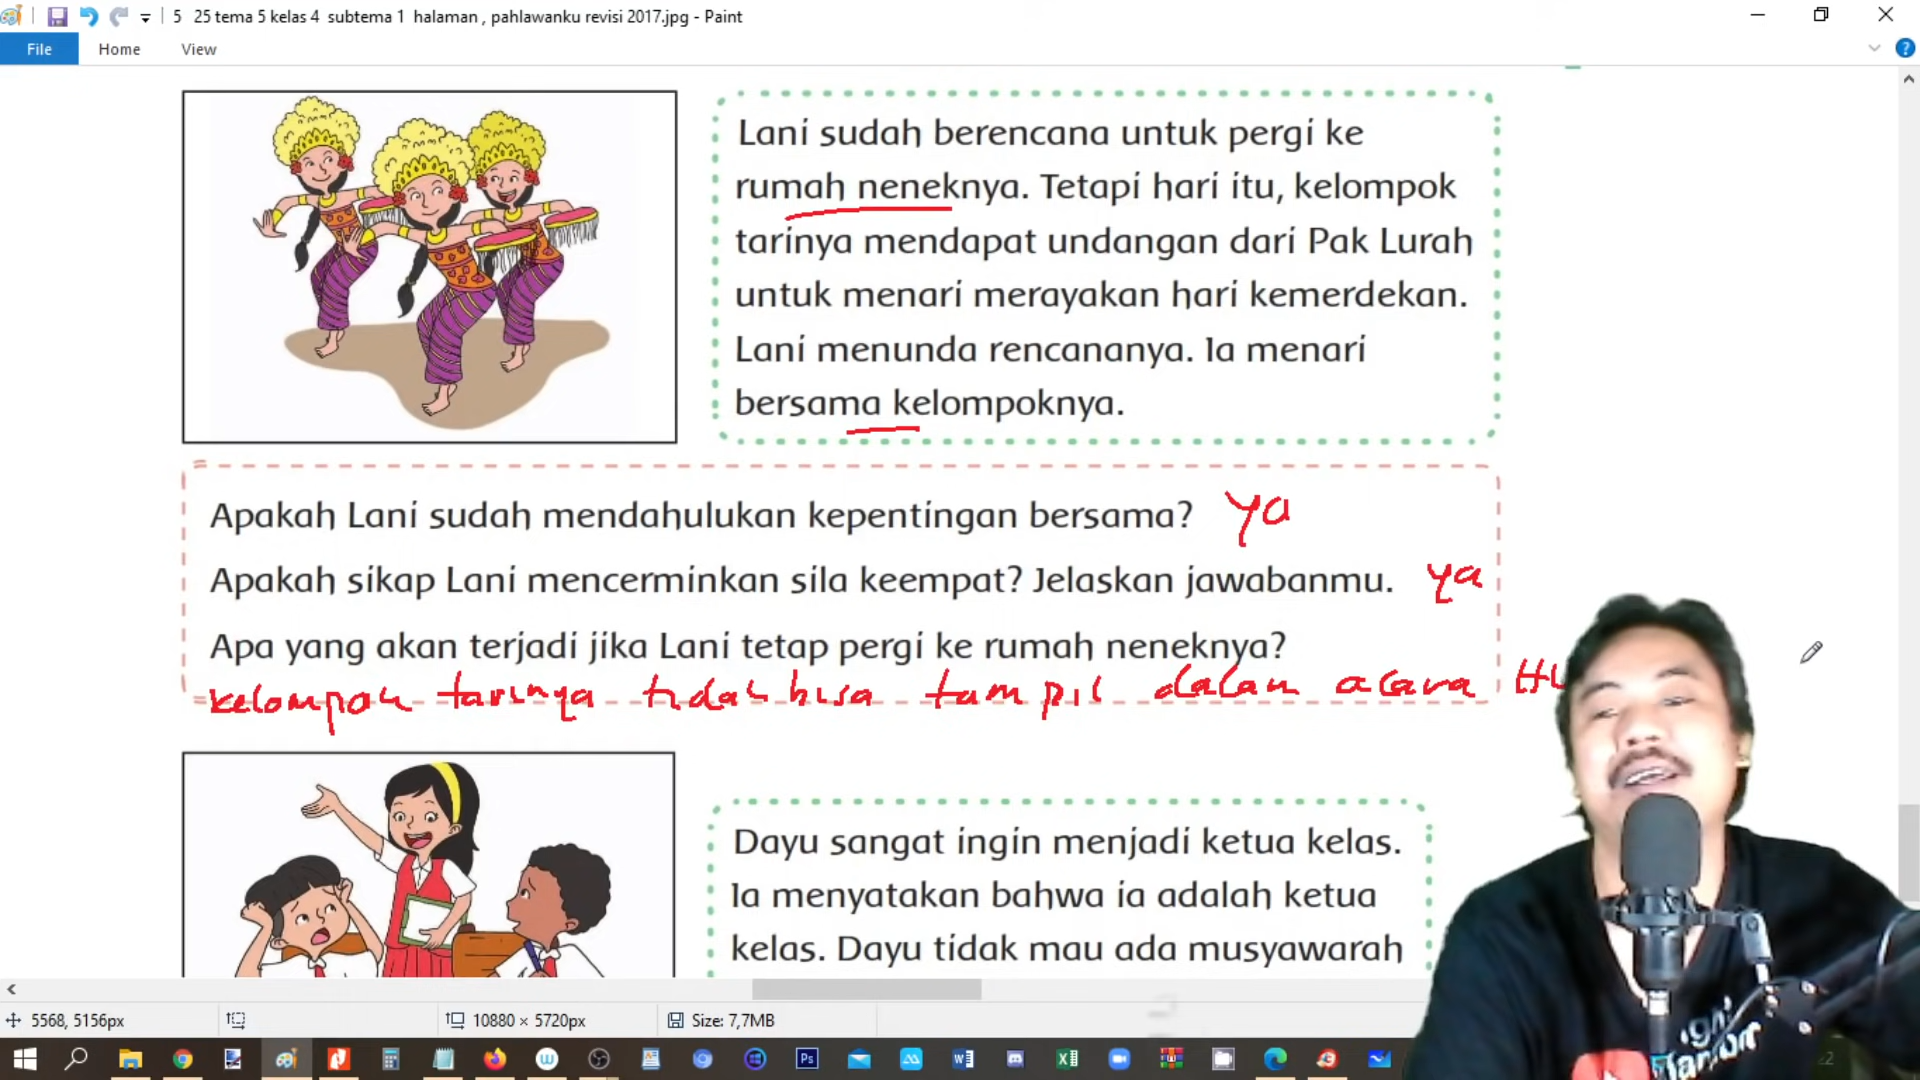 5 25 tema 5 kelas 4 subtema 1 halaman , pahlawanku revisi 2017.jpg - Paint
File Home View
Lani sudah berencana untuk pergi ke
rumah neneknya. Tetapi hari itu, kelompok
tarinya mendapat undangan dari Pak Lurah
untuk menari merayakan hari kemerdekan.
Lani menunda rencananya. Ia menari
bersama kelompoknya.
Apakah Lani sudah mendahulukan kepentingan bersama? ya
Apakah sikap Lani mencerminkan sila keempat? Jelaskan jawabanmu. ya
Apa yang akan terjadi jika Lani tetap pergi ke rumah neneknya?
kelompok tarinya tidak bisa tampil dalam acara
Dayu sangat ingin menjadi ketua kelas.
Ia menyatakan bahwa ia adalah ketua
kelas. Dayu tidak mau ada musyawarah
5568, 5156px 10880 × 5720px Size: 7,7MB
Ps